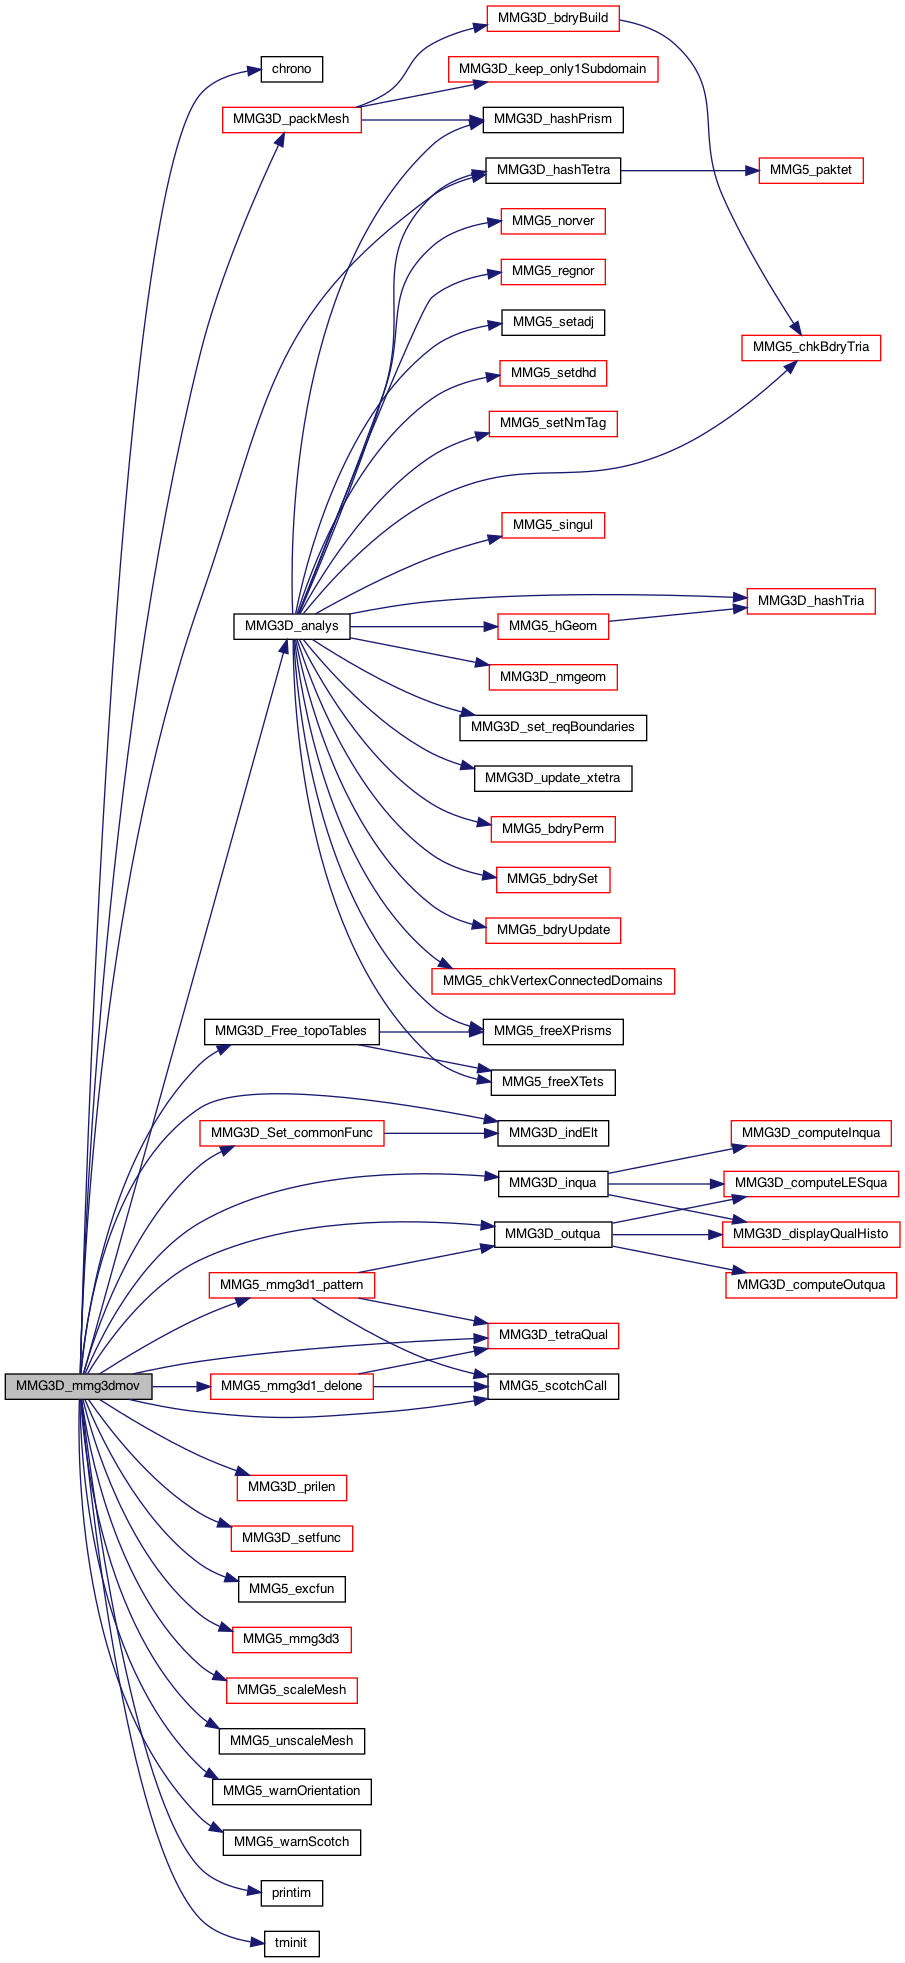 MMG3D_bdryBuild
chrono
MMG3D_keep_only1Subdomain
MMG3D_packMesh
MMG3D_hashPrism
MMG3D_hashTetra
MMG5_paktet
MMG5_norver
MMG5_regnor
MMG5_setadj
MMG5_chkBdryTria
MMG5_setdhd
MMG5_setNmTag
MMG5_singul
MMG3D_hashTria
MMG3D_analys
MMG5_hGeom
MMG3D_nmgeom
MMG3D_set_reqBoundaries
MMG3D_update_xtetra
MMG5_bdryPerm
MMG5_bdrySet
MMG5_bdryUpdate
MMG5_chkVertexConnectedDomains
MMG3D_Free_topoTables
MMG5_freeXPrisms
MMG5_freeXTets
MMG3D_Set_commonFunc
MMG3D_indElt
MMG3D_computeInqua
MMG3D_inqua
MMG3D_computeLESqua
MMG3D_outqua
MMG3D_displayQualHisto
MMG5_mmg3d1_pattern
MMG3D_computeOutqua
MMG3D_tetraQual
MMG3D_mmg3dmov
MMG5_mmg3d1_delone
MMG5_scotchCall
MMG3D_prilen
MMG3D_setfunc
MMG5_excfun
MMG5_mmg3d3
MMG5_scaleMesh
MMG5_unscaleMesh
MMG5_warnOrientation
MMG5_warnScotch
printim
tminit